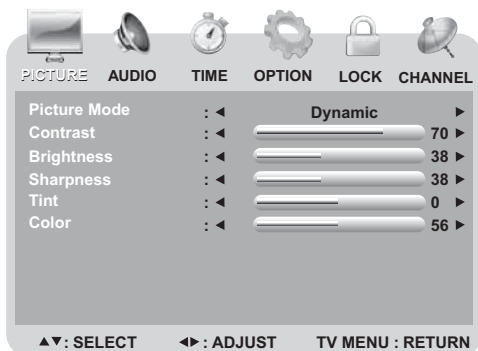 PICTURE AUDIO TIME OPTION LOCK CHANNEL
Picture Mode : ◄ Dynamic ►
Contrast : ◄ 70 ►
Brightness : ◄ 38 ►
Sharpness : ◄ 38 ►
Tint : ◄ 0 ►
Color : ◄ 56 ►
▲▼: SELECT ◄►: ADJUST TV MENU : RETURN